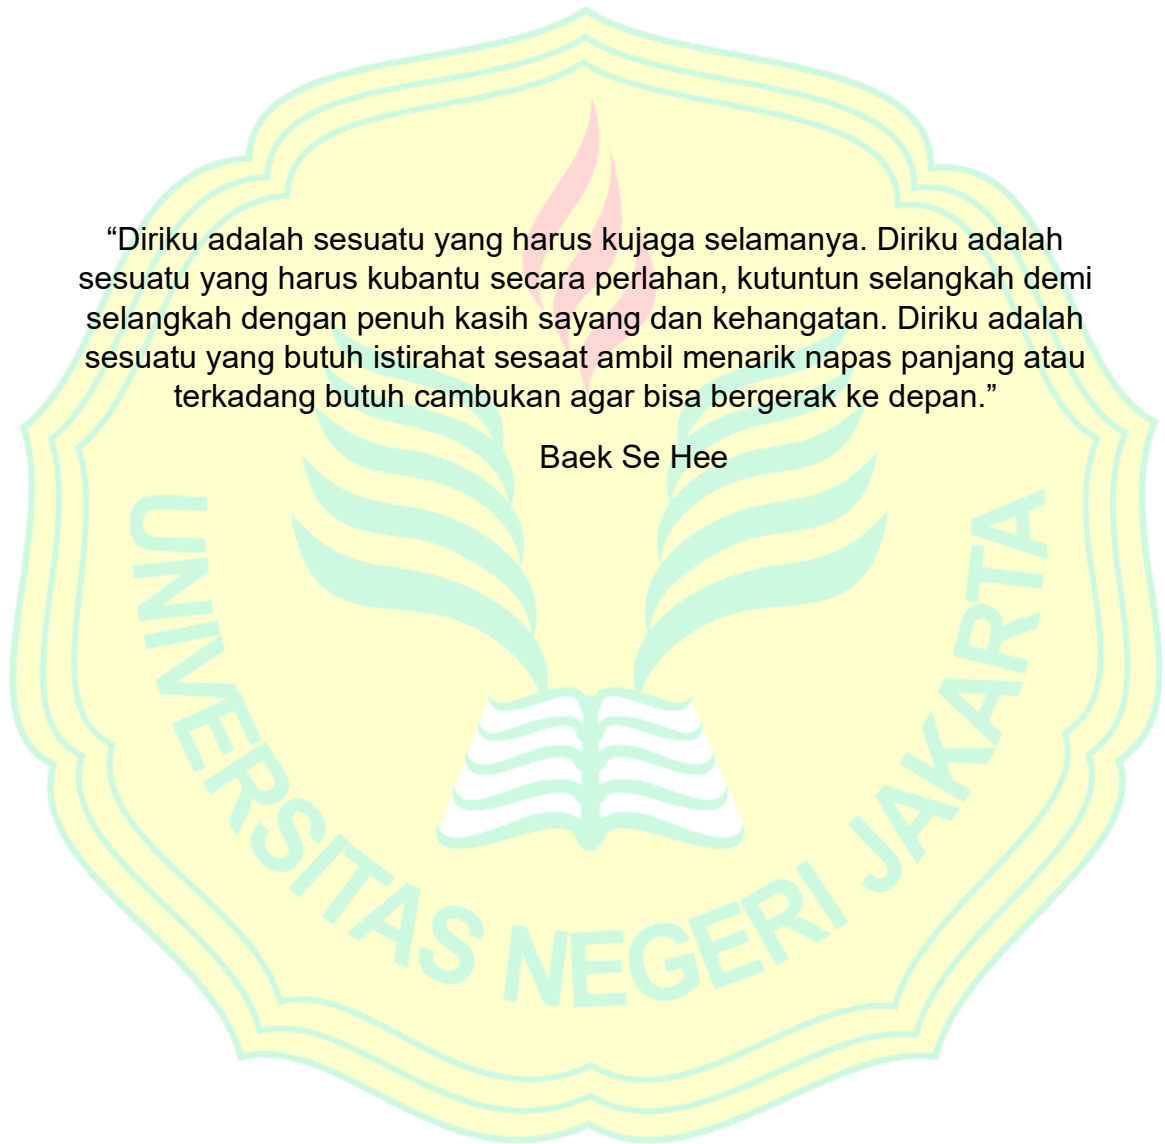 “Diriku adalah sesuatu yang harus kujaga selamanya. Diriku adalah
sesuatu yang harus kubantu secara perlahan, kutuntun selangkah demi
selangkah dengan penuh kasih sayang dan kehangatan. Diriku adalah
sesuatu yang butuh istirahat sesaat ambil menarik napas panjang atau
terkadang butuh cambukan agar bisa bergerak ke depan.”
Baek Se Hee
UNIVERSITAS NEGERI JAKARTA